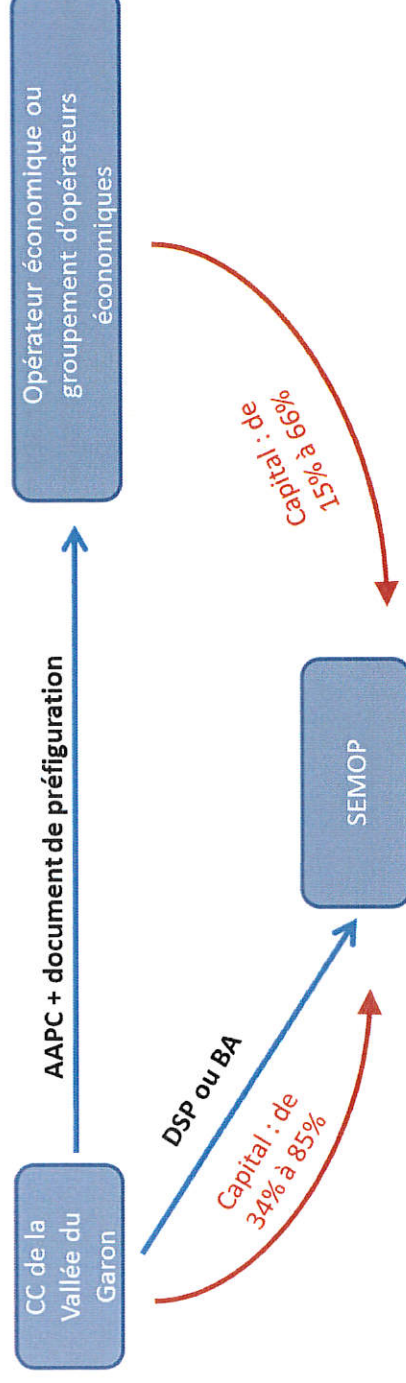 CC de la
Vallée du
Garon
AAPC + document de préfiguration
Opérateur économique ou
groupement d'opérateurs
économiques
DSP ou BA
Capital : de
34% à 85%
SEMOP
Capital : de
15% à 66%